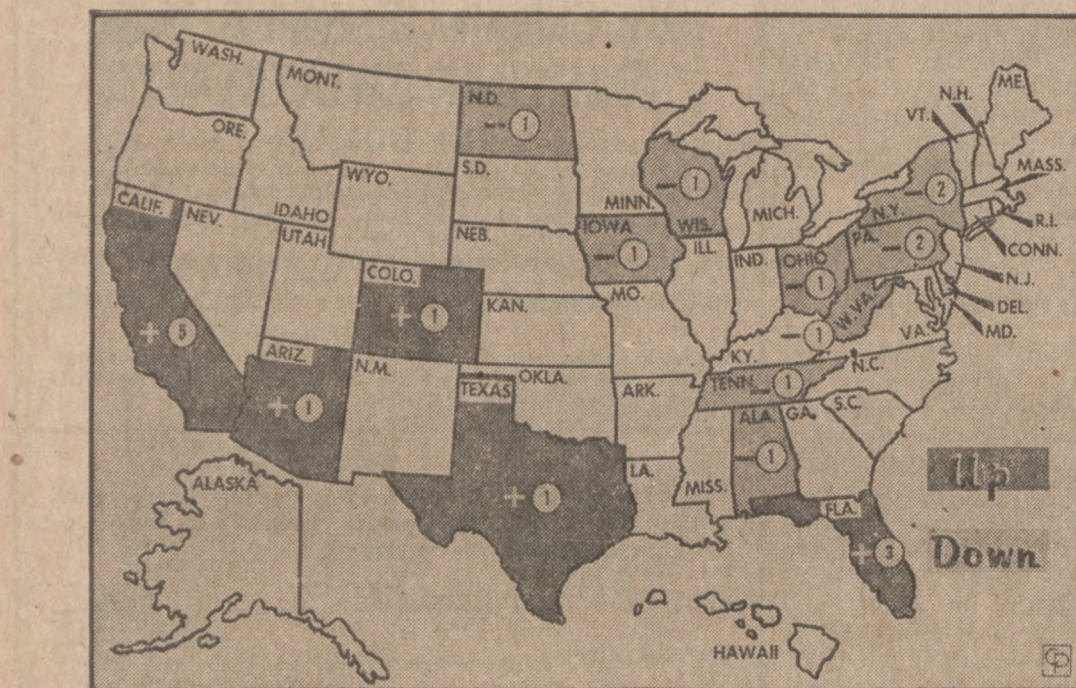 WASH.
MONT.
N.D.
– 1
ME.
N.H.
VT.
ORE.
S.D.
MASS.
WYO.
– 1
– 2
IDAHO
MINN.
MICH.
N.Y.
R.I.
CALIF.
NEV.
IOWA
WIS.
PA.
– 2
CONN.
UTAH
NEB.
ILL.
IND.
OHIO
– 1
– 1
N.J.
COLO.
MO.
DEL.
KAN.
W.VA.
MD.
+ 1
+ 5
– 1
VA.
ARIZ.
N.M.
KY.
N.C.
OKLA.
TEXAS
ARK.
TENN.
– 1
S.C.
+ 1
ALA.
GA.
– 1
LA.
Up
ALASKA
MISS.
+ 1
FLA.
+ 3
Down
HAWAII
CP